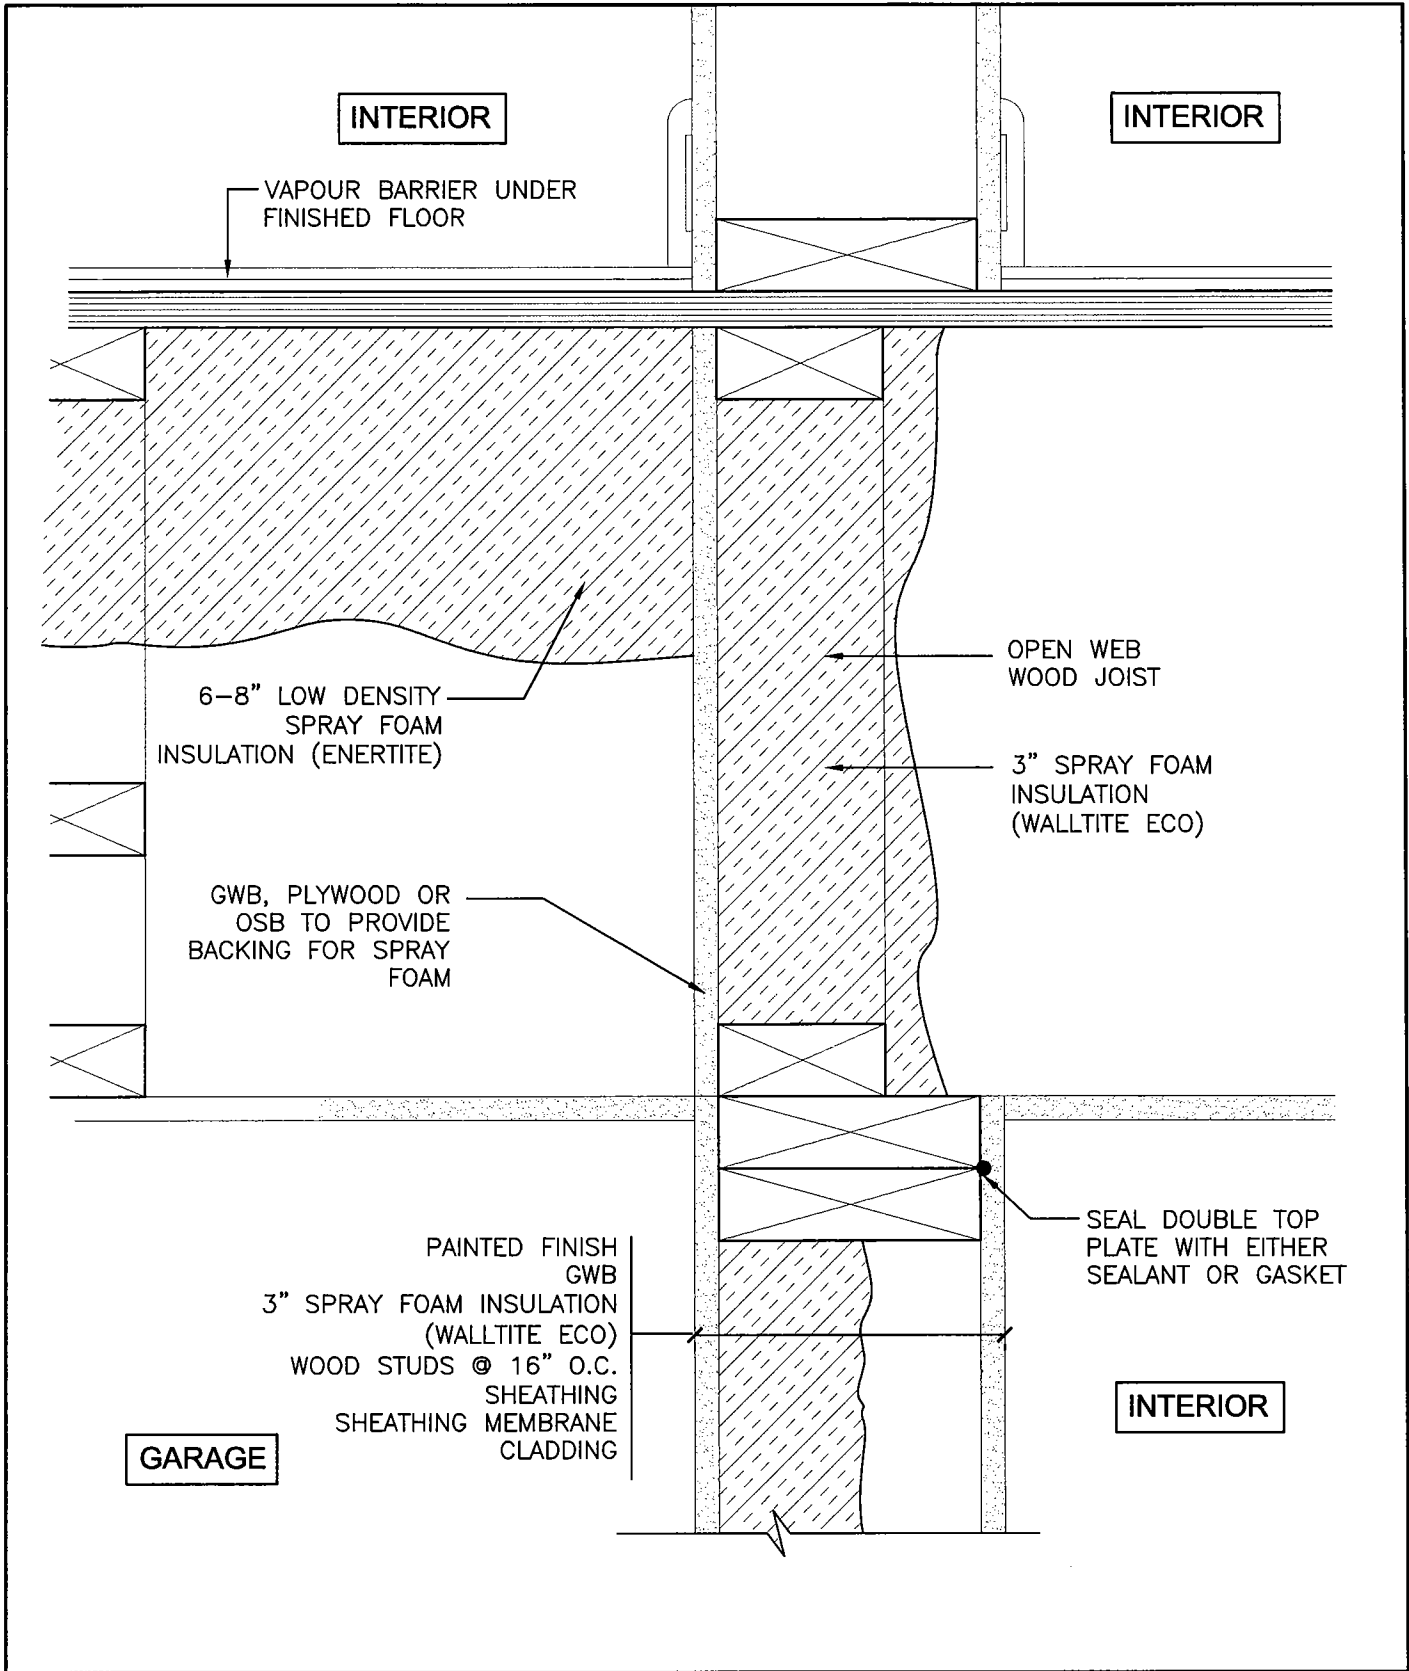 INTERIOR
INTERIOR
VAPOUR BARRIER UNDER
FINISHED FLOOR
OPEN WEB
WOOD JOIST
6-8" LOW DENSITY
SPRAY FOAM
INSULATION (ENERTITE)
3" SPRAY FOAM
INSULATION
(WALLTITE ECO)
GWB, PLYWOOD OR
OSB TO PROVIDE
BACKING FOR SPRAY
FOAM
SEAL DOUBLE TOP
PLATE WITH EITHER
SEALANT OR GASKET
PAINTED FINISH
GWB
3" SPRAY FOAM INSULATION
(WALLTITE ECO)
WOOD STUDS @ 16" O.C.
SHEATHING
SHEATHING MEMBRANE
CLADDING
INTERIOR
GARAGE